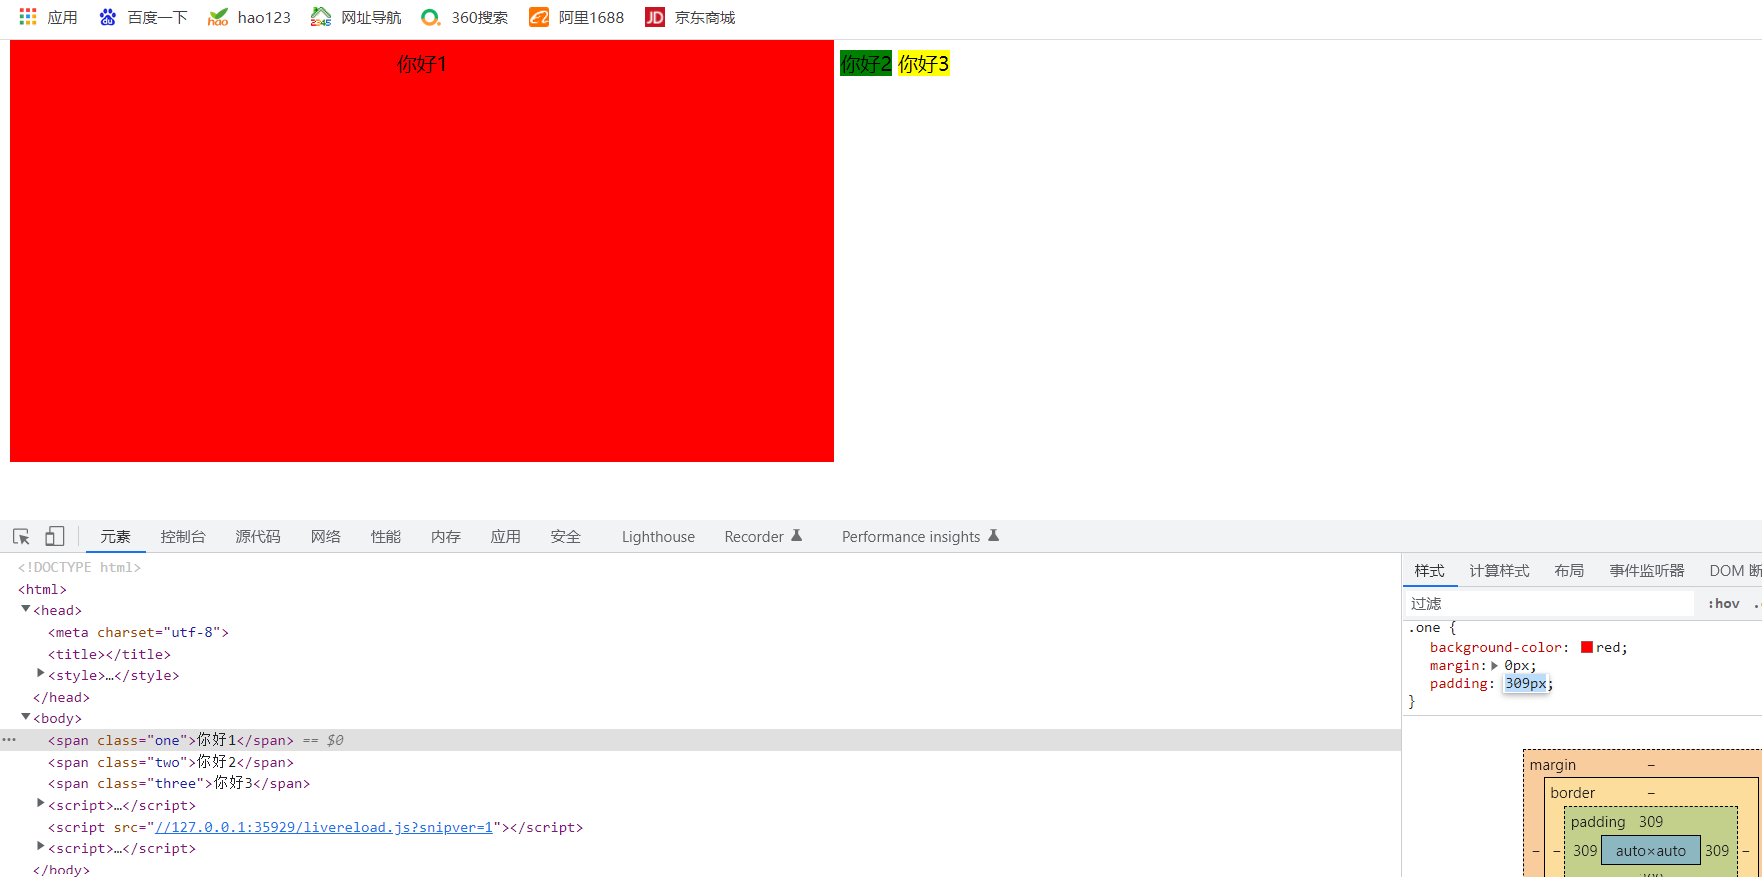 应用 百度一下 hao123 网址导航 360搜索 阿里1688 JD 京东商城
你好1 你好2 你好3
元素 控制台 源代码 网络 性能 内存 应用 安全 Lighthouse Recorder Performance insights
<!DOCTYPE html>
<html>
<head>
<meta charset="utf-8">
<title></title>
<style>…</style>
</head>
<body>
<span class="one">你好1</span> == $0
<span class="two">你好2</span>
<span class="three">你好3</span>
<script>…</script>
<script src="//127.0.0.1:35929/livereload.js?snipver=1"></script>
<script>…</script>
</body>
样式 计算样式 布局 事件监听器 DOM 断
过滤 :hov
.one {
background-color: red;
margin: 0px;
padding: 309px;
}
margin –
border –
padding 309
– – 309 auto×auto 309 –